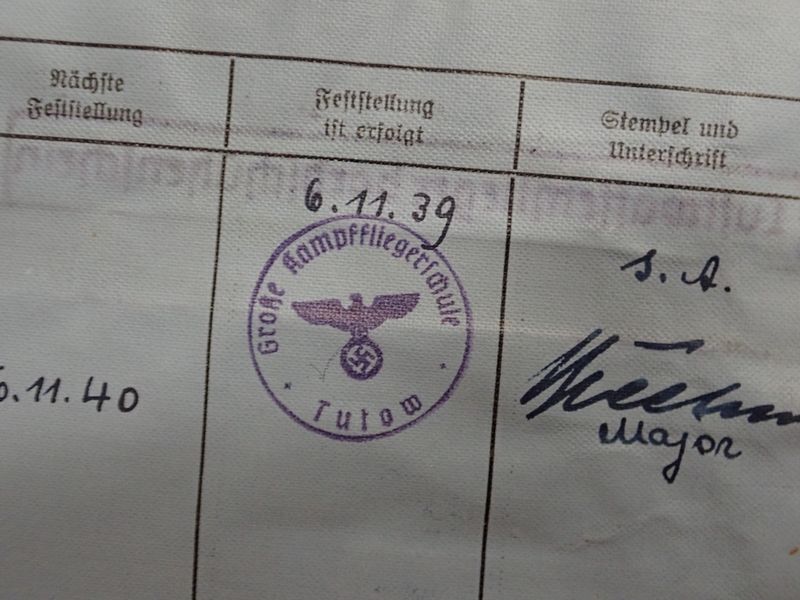 Nächste
Feststellung
Feststellung
ist erfolgt
Stempel und
Unterschrift
6.11.39
6.11.40
Große Kampffliegerschule
Tutow
Major